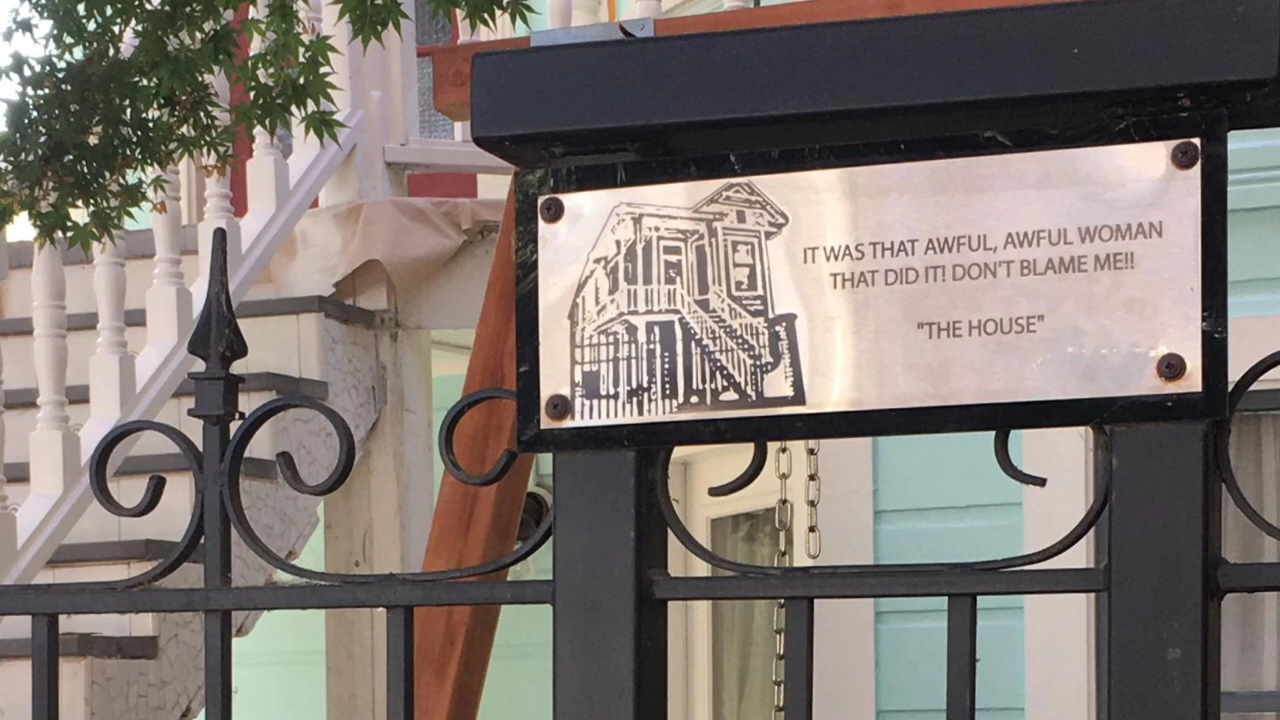 IT WAS THAT AWFUL, AWFUL WOMAN
THAT DID IT! DON'T BLAME ME!!
"THE HOUSE"